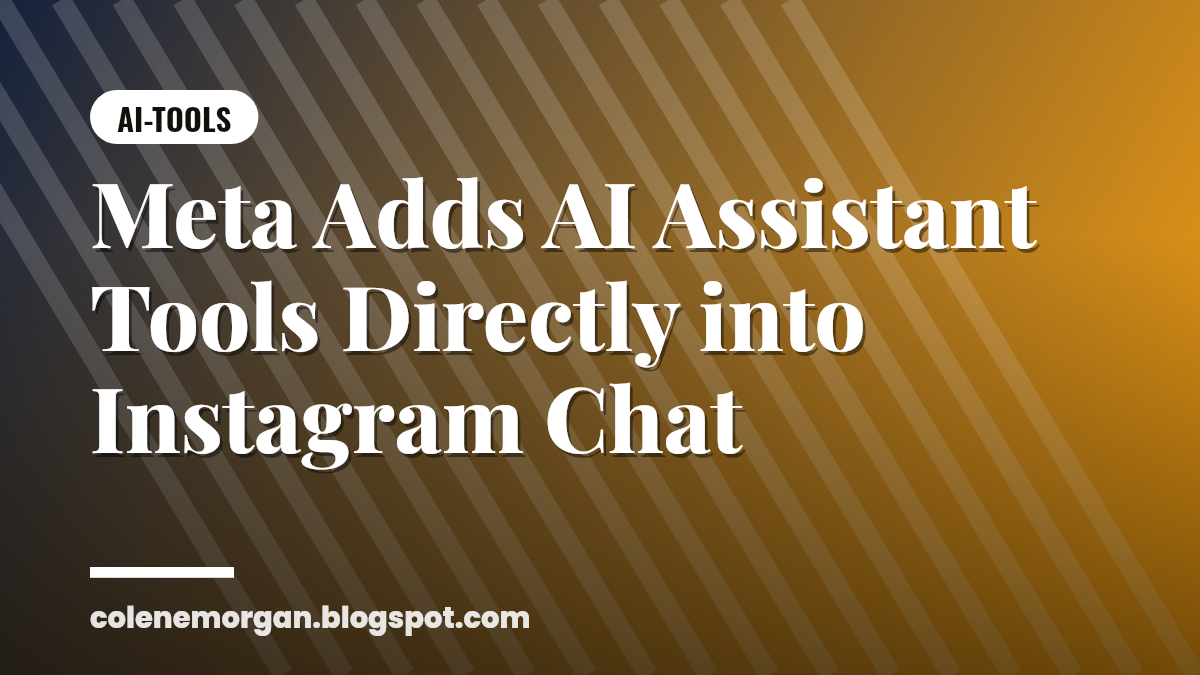 AI-TOOLS
Meta Adds AI Assistant
Tools Directly into
Instagram Chat
colenemorgan.blogspot.com